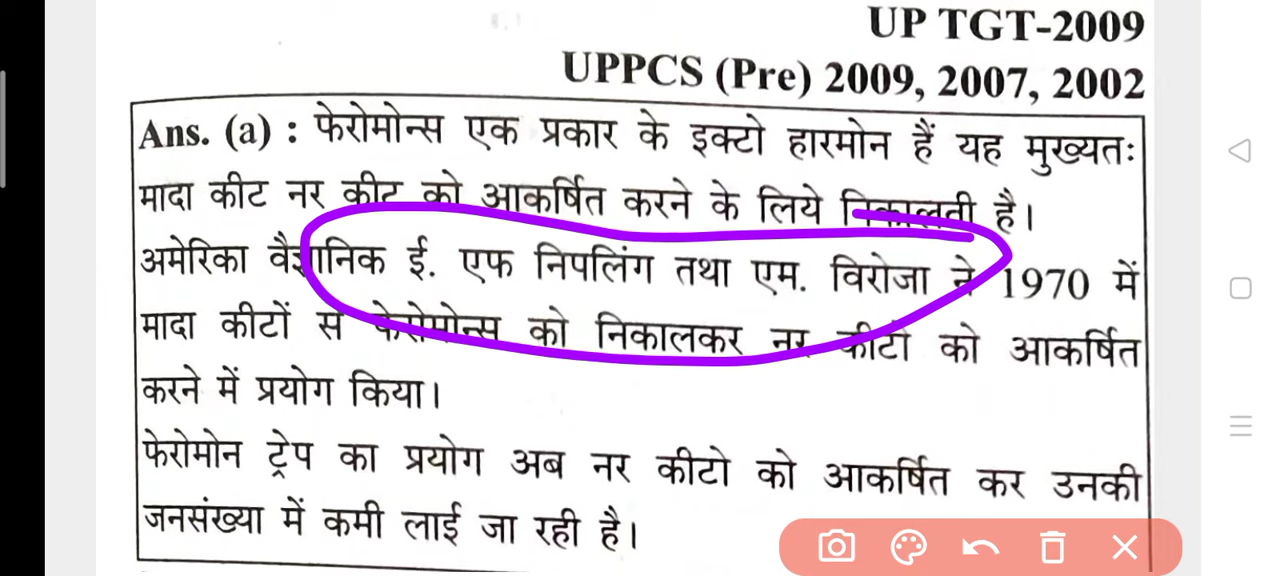 UP TGT-2009
UPPCS (Pre) 2009, 2007, 2002
Ans. (a) : फेरोमोन्स एक प्रकार के इक्टो हारमोन हैं यह मुख्यतः
मादा कीट नर कीट को आकर्षित करने के लिये निकालती है।
अमेरिका वैज्ञानिक ई. एफ निपलिंग तथा एम. विरोजा ने 1970 में
मादा कीटों से फेरोमोन्स को निकालकर नर कीटों को आकर्षित
करने में प्रयोग किया।
फेरोमोन ट्रेप का प्रयोग अब नर कीटो को आकर्षित कर उनकी
जनसंख्या में कमी लाई जा रही है।